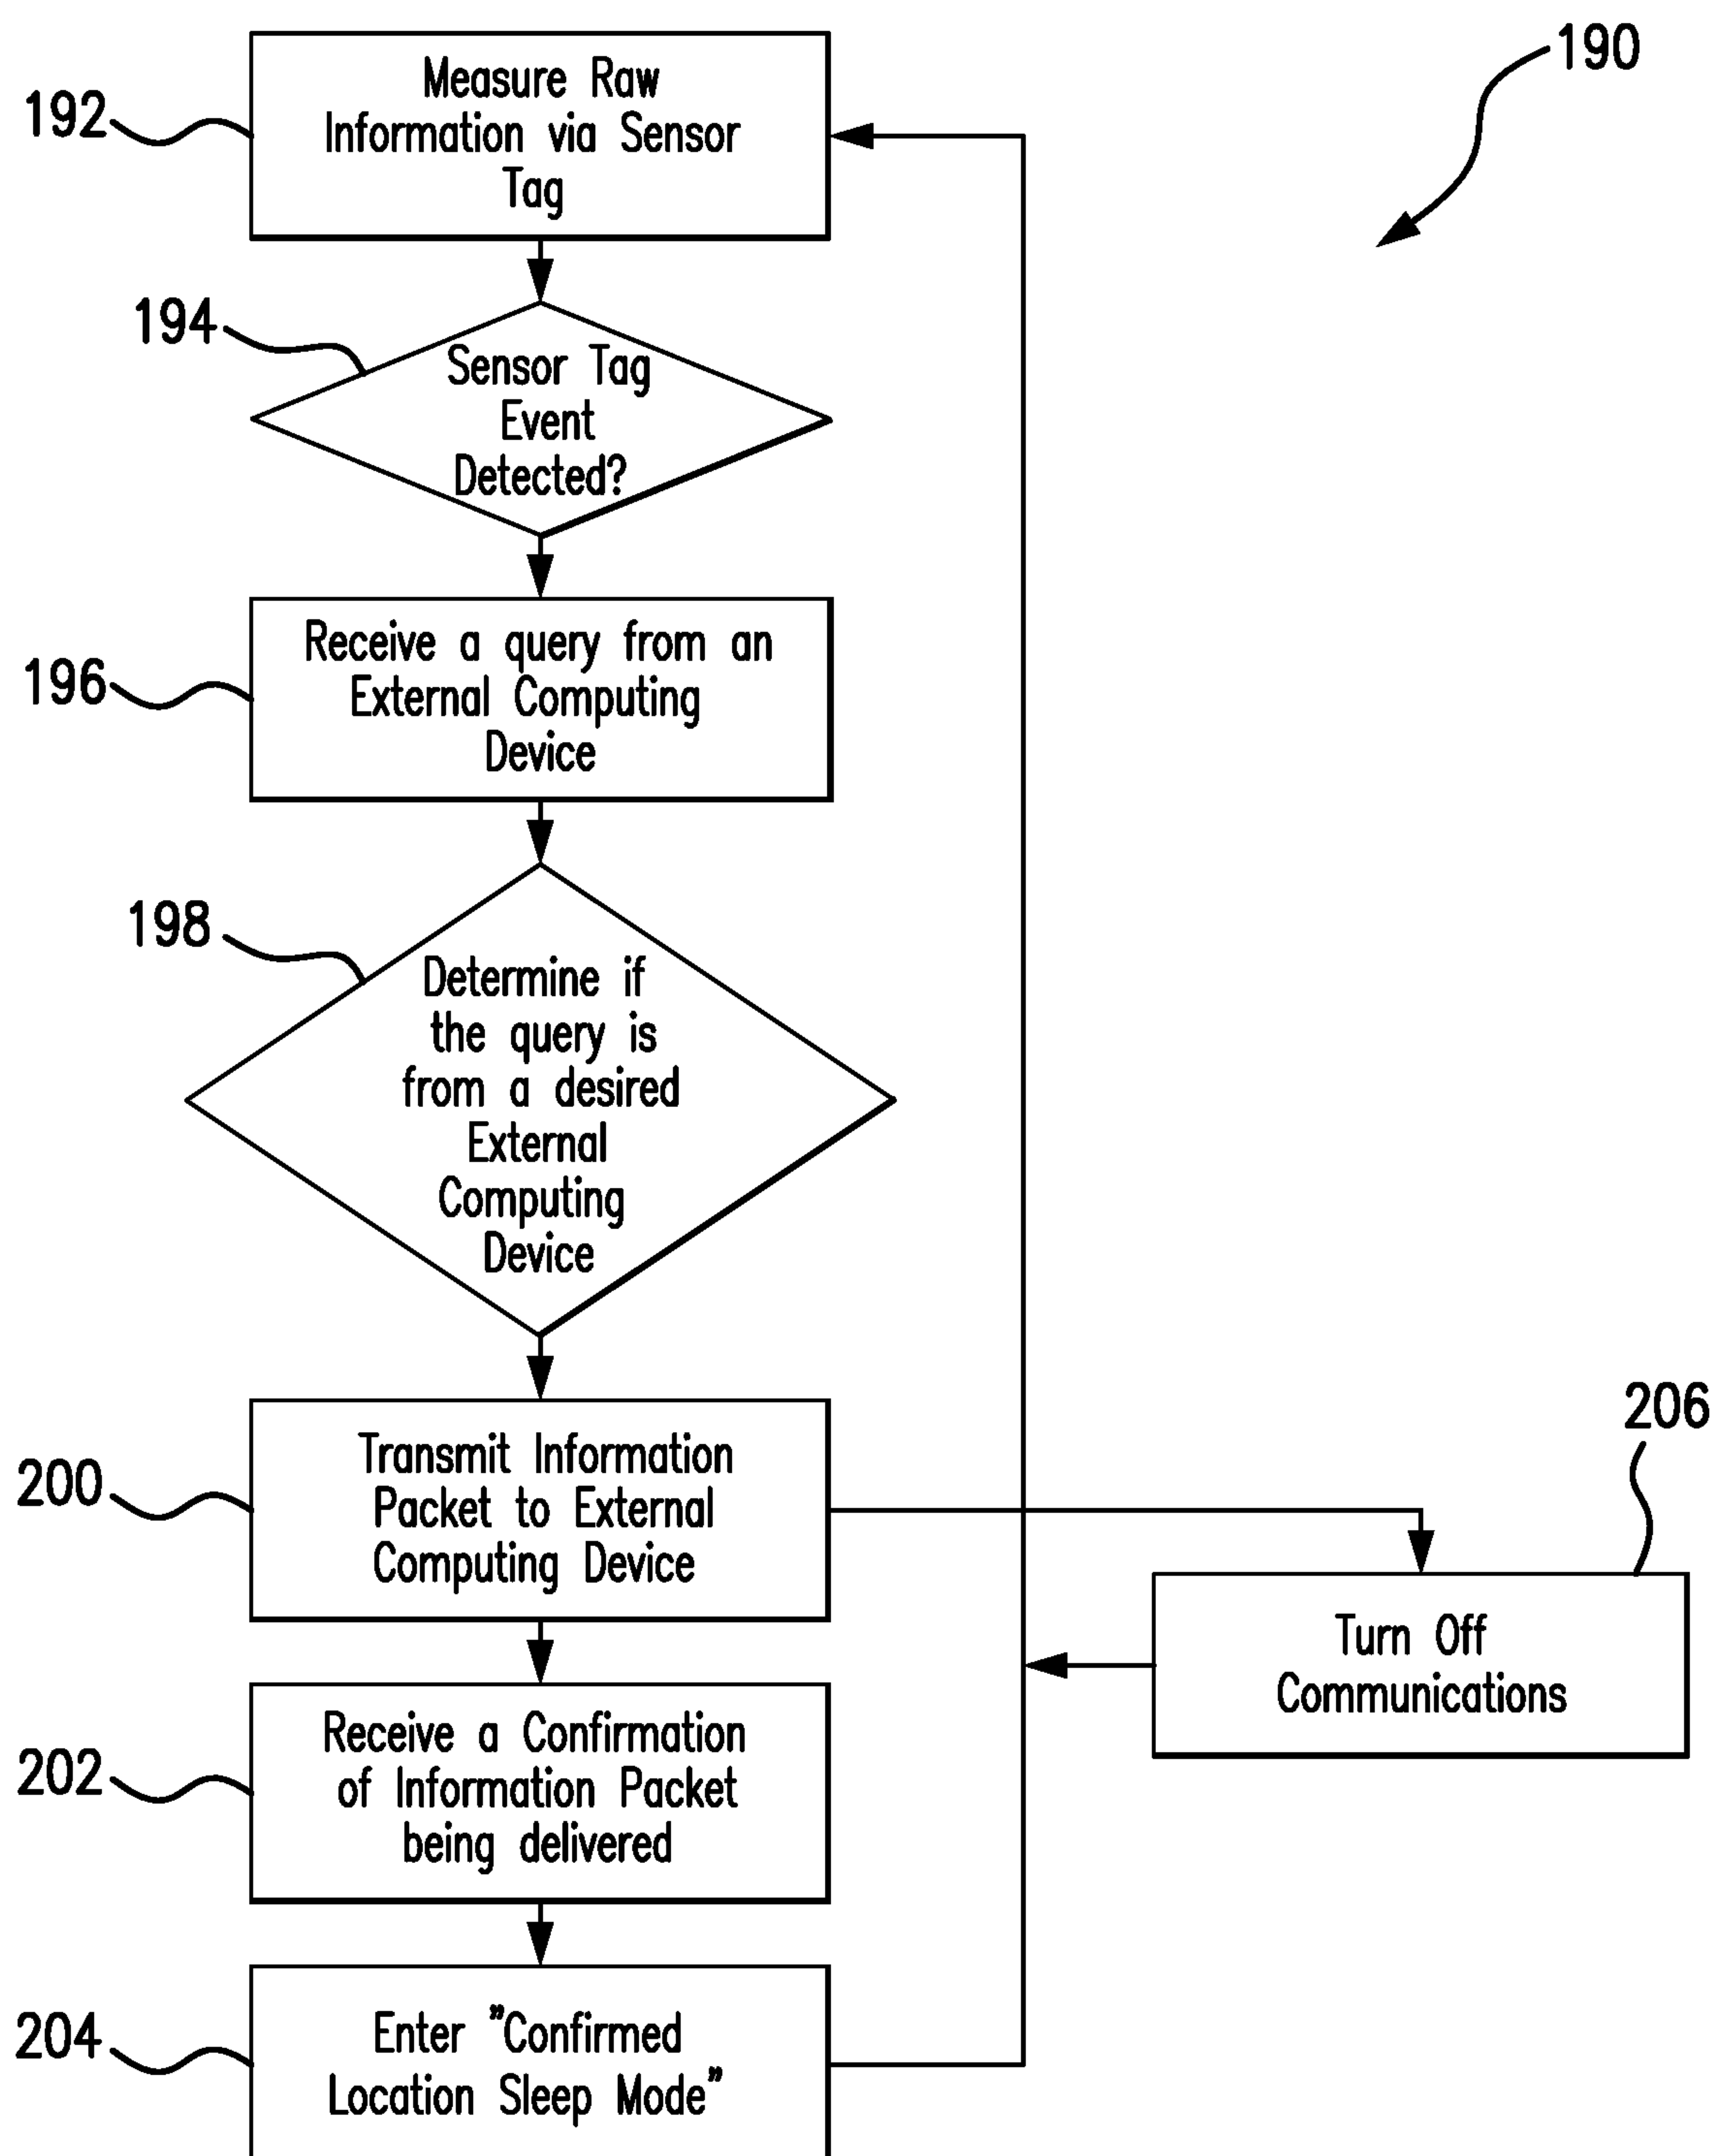 190
192
Measure Raw
Information via Sensor
Tag
194
Sensor Tag
Event
Detected?
196
Receive a query from an
External Computing
Device
198
Determine if
the query is
from a desired
External
Computing
Device
200
Transmit Information
Packet to External
Computing Device
206
Turn Off
Communications
202
Receive a Confirmation
of Information Packet
being delivered
204
Enter "Confirmed
Location Sleep Mode"